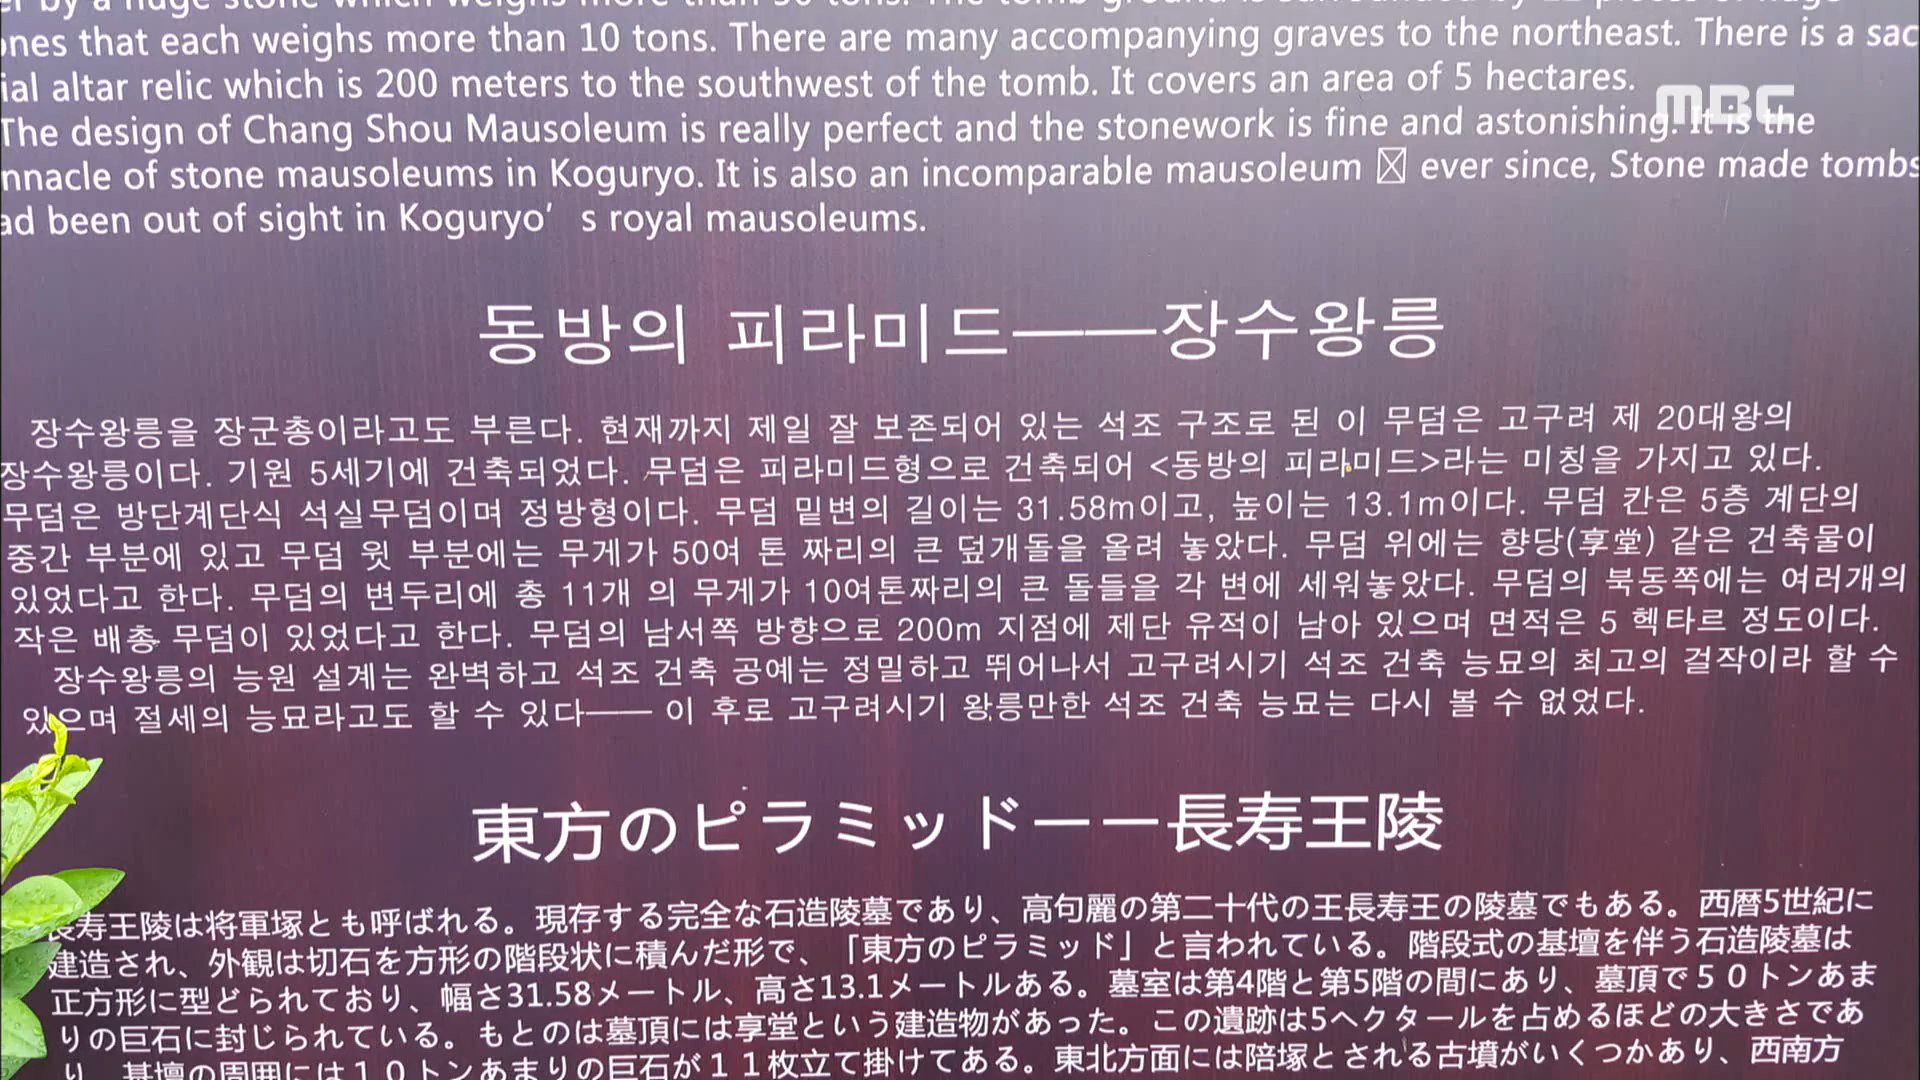 er by a huge stone which weighs more than 50 tons. The tomb ground is surrounded by pieces of huge
ones that each weighs more than 10 tons. There are many accompanying graves to the northeast. There is a sac
ial altar relic which is 200 meters to the southwest of the tomb. It covers an area of 5 hectares.
MBC
The design of Chang Shou Mausoleum is really perfect and the stonework is fine and astonishing. It is the
nnacle of stone mausoleums in Koguryo. It is also an incomparable mausoleum ☒ ever since, Stone made tombs
ad been out of sight in Koguryo's royal mausoleums.
동방의 피라미드——장수왕릉
장수왕릉을 장군총이라고도 부른다. 현재까지 제일 잘 보존되어 있는 석조 구조로 된 이 무덤은 고구려 제 20대왕의
장수왕릉이다. 기원 5세기에 건축되었다. 무덤은 피라미드형으로 건축되어 <동방의 피라미드>라는 미칭을 가지고 있다.
무덤은 방단계단식 석실무덤이며 정방형이다. 무덤 밑변의 길이는 31.58m이고, 높이는 13.1m이다. 무덤 칸은 5층 계단의
중간 부분에 있고 무덤 윗 부분에는 무게가 50여 톤 짜리의 큰 덮개돌을 올려 놓았다. 무덤 위에는 향당(享堂) 같은 건축물이
있었다고 한다. 무덤의 변두리에 총 11개 의 무게가 10여톤짜리의 큰 돌들을 각 변에 세워놓았다. 무덤의 북동쪽에는 여러개의
작은 배총 무덤이 있었다고 한다. 무덤의 남서쪽 방향으로 200m 지점에 제단 유적이 남아 있으며 면적은 5 헥타르 정도이다.
장수왕릉의 능원 설계는 완벽하고 석조 건축 공예는 정밀하고 뛰어나서 고구려시기 석조 건축 능묘의 최고의 걸작이라 할 수
있으며 절세의 능묘라고도 할 수 있다—— 이 후로 고구려시기 왕릉만한 석조 건축 능묘는 다시 볼 수 없었다.
東方のピラミッドーー長寿王陵
長寿王陵は将軍塚とも呼ばれる。現存する完全な石造陵墓であり、高句麗の第二十代の王長寿王の陵墓でもある。西暦5世紀に
建造され、外観は切石を方形の階段状に積んだ形で、「東方のピラミッド」と言われている。階段式の基壇を伴う石造陵墓は
正方形に型どられており、幅さ31.58メートル、高さ13.1メートルある。墓室は第4階と第5階の間にあり、墓頂で５０トンあま
りの巨石に封じられている。もとのは墓頂には享堂という建造物があった。この遺跡は5ヘクタールを占めるほどの大きさであ
り、基壇の周囲には１０トンあまりの巨石が１１枚立て掛けてある。東北方面には陪塚とされる古墳がいくつかあり、西南方